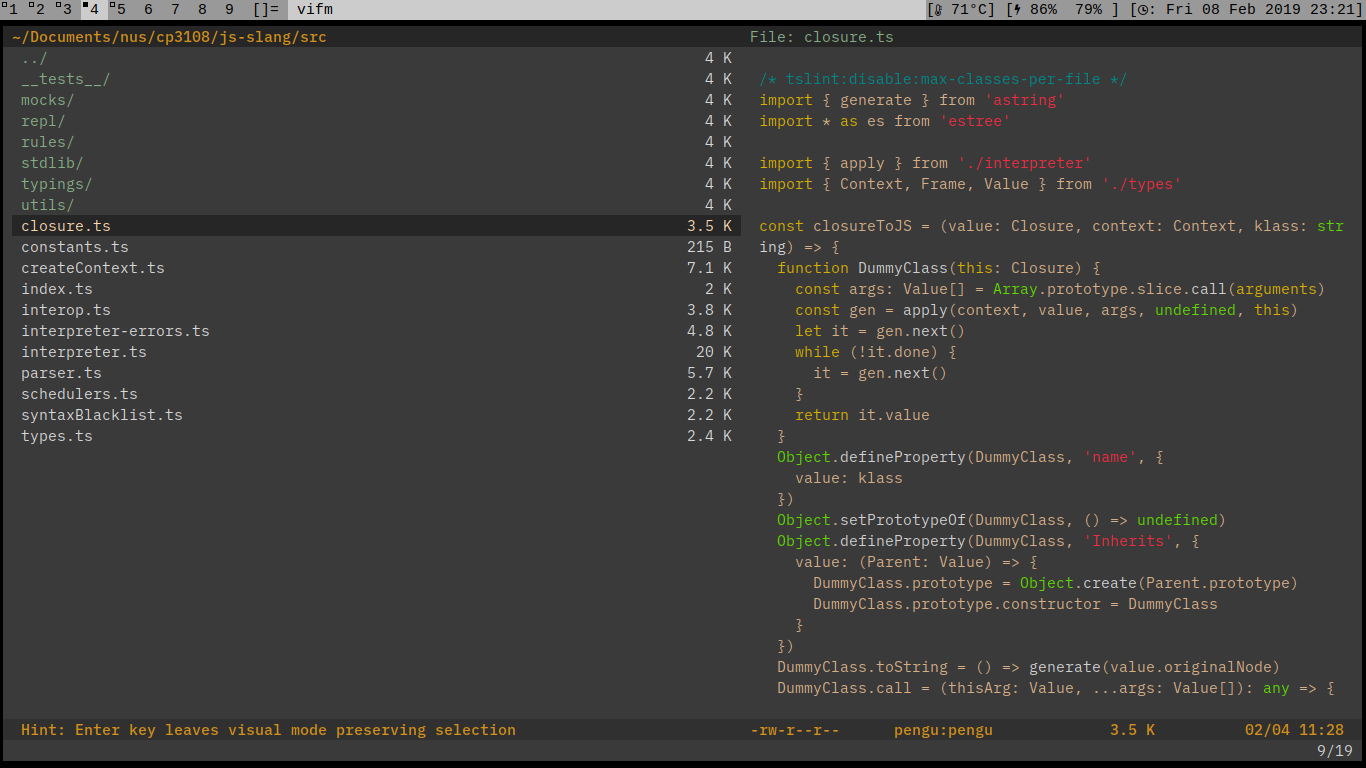 1 2 3 4 5 6 7 8 9 []= vifm [ 71°C] [ 86% 79% ] [ : Fri 08 Feb 2019 23:21]
~/Documents/nus/cp3108/js-slang/src
../ 4 K
__tests__/ 4 K
mocks/ 4 K
repl/ 4 K
rules/ 4 K
stdlib/ 4 K
typings/ 4 K
utils/ 4 K
closure.ts 3.5 K
constants.ts 215 B
createContext.ts 7.1 K
index.ts 2 K
interop.ts 3.8 K
interpreter-errors.ts 4.8 K
interpreter.ts 20 K
parser.ts 5.7 K
schedulers.ts 2.2 K
syntaxBlacklist.ts 2.2 K
types.ts 2.4 K
File: closure.ts
/* tslint:disable:max-classes-per-file */
import { generate } from 'astring'
import * as es from 'estree'
import { apply } from './interpreter'
import { Context, Frame, Value } from './types'
const closureToJS = (value: Closure, context: Context, klass: str
ing) => {
  function DummyClass(this: Closure) {
    const args: Value[] = Array.prototype.slice.call(arguments)
    const gen = apply(context, value, args, undefined, this)
    let it = gen.next()
    while (!it.done) {
      it = gen.next()
    }
    return it.value
  }
  Object.defineProperty(DummyClass, 'name', {
    value: klass
  })
  Object.setPrototypeOf(DummyClass, () => undefined)
  Object.defineProperty(DummyClass, 'Inherits', {
    value: (Parent: Value) => {
      DummyClass.prototype = Object.create(Parent.prototype)
      DummyClass.prototype.constructor = DummyClass
    }
  })
  DummyClass.toString = () => generate(value.originalNode)
  DummyClass.call = (thisArg: Value, ...args: Value[]): any => {
Hint: Enter key leaves visual mode preserving selection -rw-r--r-- pengu:pengu 3.5 K 02/04 11:28
9/19